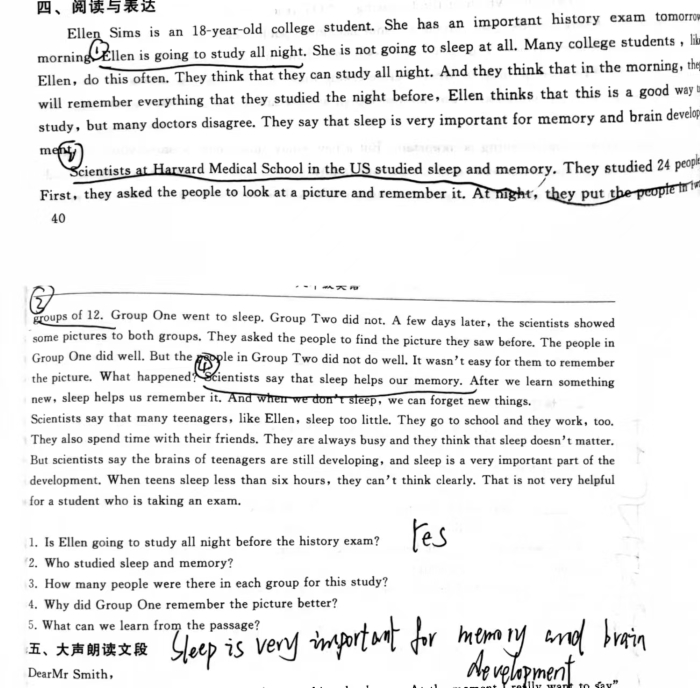 四、阅读与表达
Ellen Sims is an 18-year-old college student. She has an important history exam tomorrow
morning. ① Ellen is going to study all night. She is not going to sleep at all. Many college students，
Ellen, do this often. They think that they can study all night. And they think that in the morning,
will remember everything that they studied the night before, Ellen thinks that this is a good way
study, but many doctors disagree. They say that sleep is very important for memory and brain develop
ment.
Scientists at Harvard Medical School in the US studied sleep and memory. They studied 24 people
First, they asked the people to look at a picture and remember it. At night, they put the people in
40
②
groups of 12. Group One went to sleep. Group Two did not. A few days later, the scientists showed
some pictures to both groups. They asked the people to find the picture they saw before. The people in
Group One did well. But the people in Group Two did not do well. It wasn't easy for them to remember
the picture. What happened? ④ Scientists say that sleep helps our memory. After we learn something
new, sleep helps us remember it. And when we don't sleep, we can forget new things.
Scientists say that many teenagers, like Ellen, sleep too little. They go to school and they work, too.
They also spend time with their friends. They are always busy and they think that sleep doesn't matter.
But scientists say the brains of teenagers are still developing, and sleep is a very important part of the
development. When teens sleep less than six hours, they can't think clearly. That is not very helpful
for a student who is taking an exam.
1. Is Ellen going to study all night before the history exam? Yes
2. Who studied sleep and memory?
3. How many people were there in each group for this study?
4. Why did Group One remember the picture better?
5. What can we learn from the passage?
五、大声朗读文段 Sleep is very important for memory and brain
development
DearMr Smith,